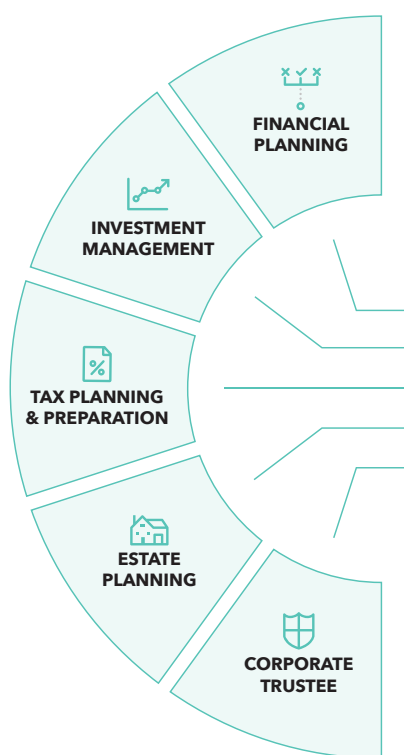 FINANCIAL
PLANNING
INVESTMENT
MANAGEMENT
TAX PLANNING
& PREPARATION
ESTATE
PLANNING
CORPORATE
TRUSTEE